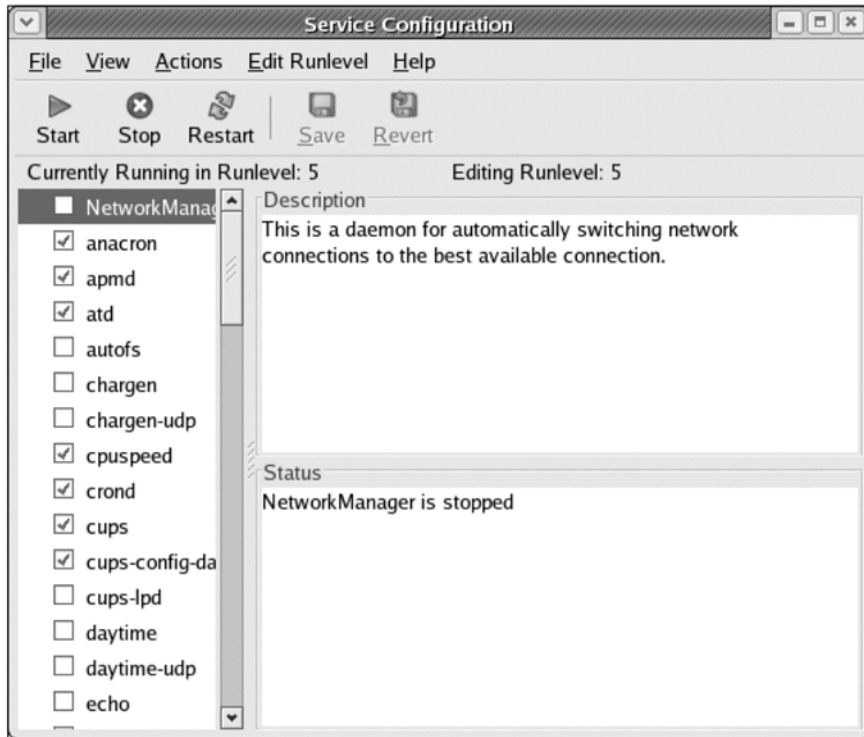 Service Configuration
File View Actions Edit Runlevel Help
Start Stop Restart Save Revert
Currently Running in Runlevel: 5 Editing Runlevel: 5
NetworkManag
anacron
apmd
atd
autofs
chargen
chargen-udp
cpuspeed
crond
cups
cups-config-da
cups-lpd
daytime
daytime-udp
echo
Description
This is a daemon for automatically switching network
connections to the best available connection.
Status
NetworkManager is stopped